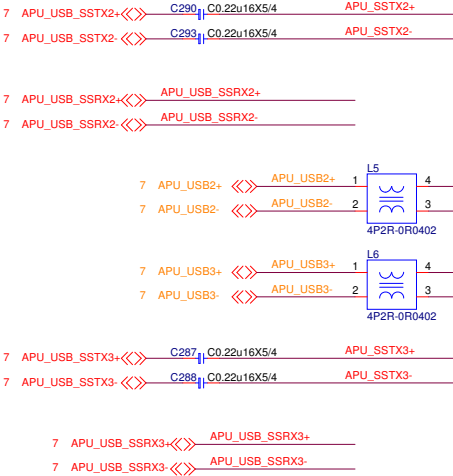 7 APU_USB_SSTX2+ C290 C0.22u16X5/4 APU_SSTX2+
7 APU_USB_SSTX2- C293 C0.22u16X5/4 APU_SSTX2-
7 APU_USB_SSRX2+ APU_USB_SSRX2+
7 APU_USB_SSRX2- APU_USB_SSRX2-
L5
7 APU_USB2+ APU_USB2+ 1 4
7 APU_USB2- APU_USB2- 2 3
4P2R-0R0402
L6
7 APU_USB3+ APU_USB3+ 1 4
7 APU_USB3- APU_USB3- 2 3
4P2R-0R0402
7 APU_USB_SSTX3+ C287 C0.22u16X5/4 APU_SSTX3+
7 APU_USB_SSTX3- C288 C0.22u16X5/4 APU_SSTX3-
7 APU_USB_SSRX3+ APU_USB_SSRX3+
7 APU_USB_SSRX3- APU_USB_SSRX3-